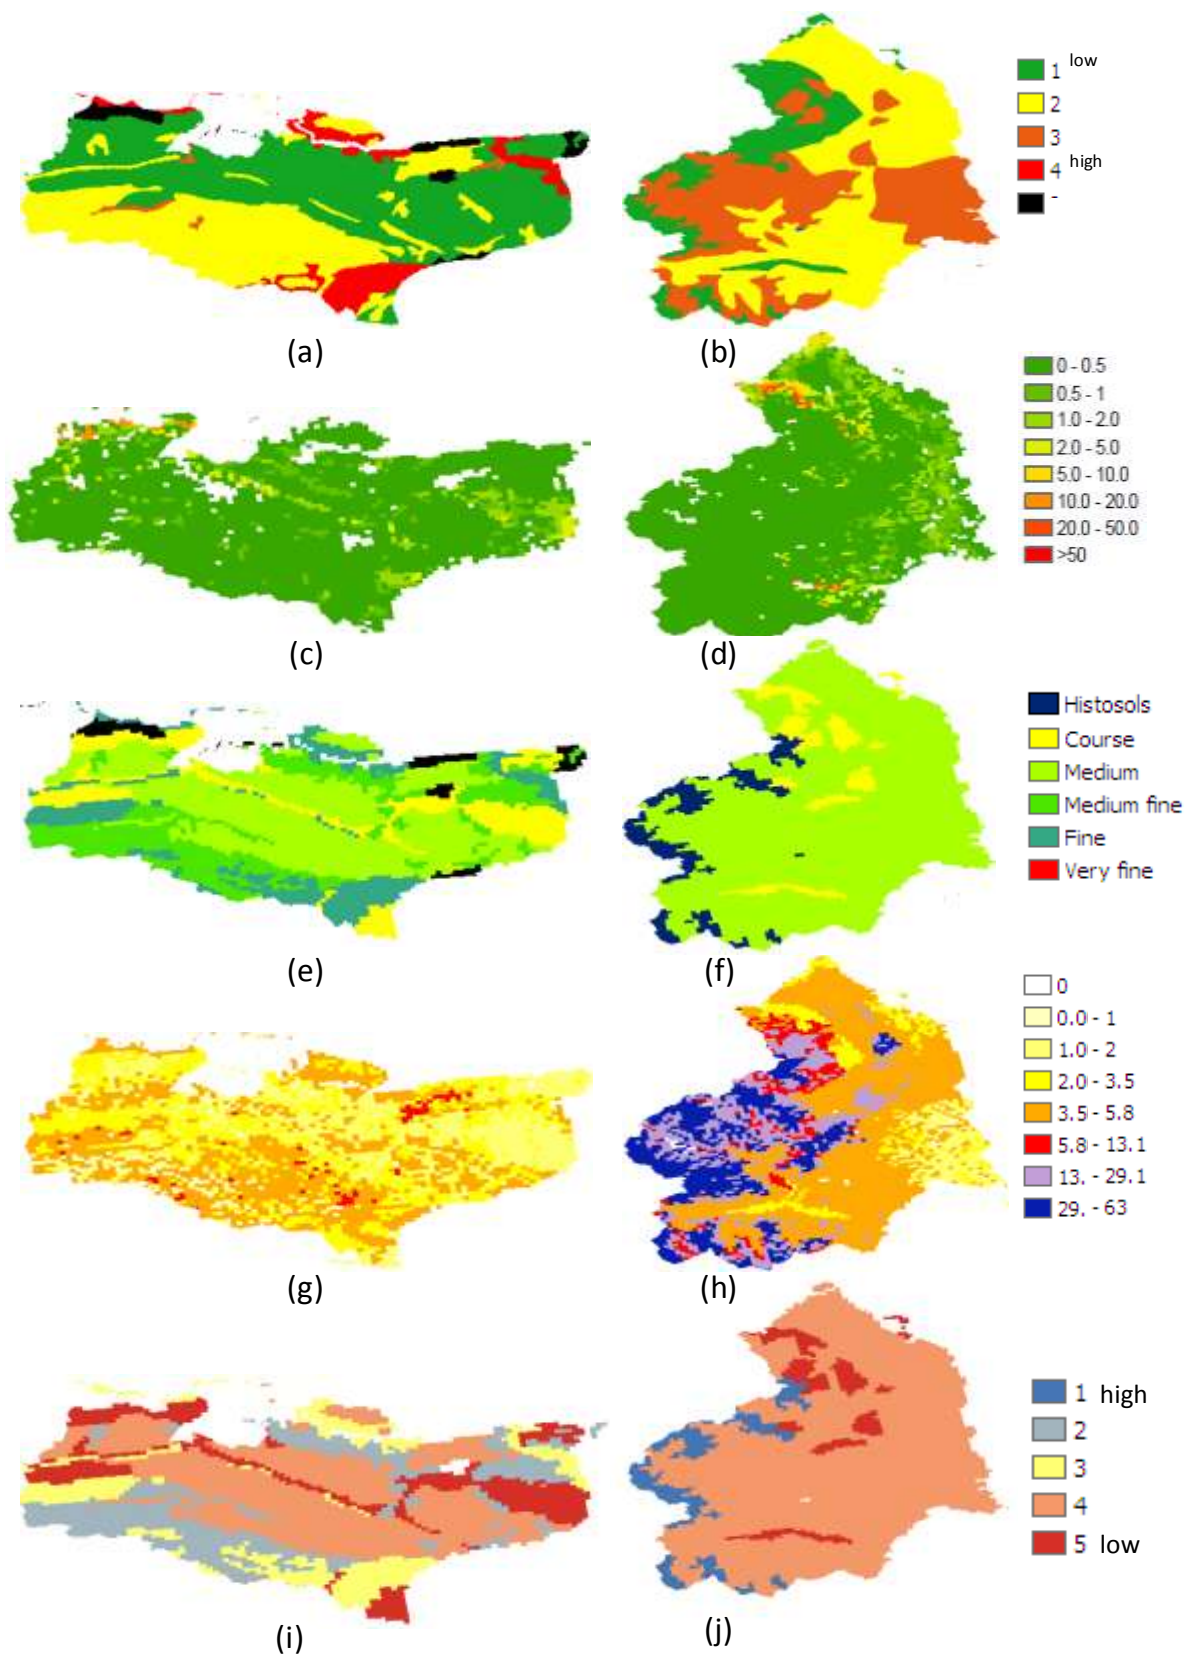 1 low
2
3
4 high
-
(a)
(b)
0 - 0.5
0.5 - 1
1.0 - 2.0
2.0 - 5.0
5.0 - 10.0
10.0 - 20.0
20.0 - 50.0
>50
(c)
(d)
Histosols
Course
Medium
Medium fine
Fine
Very fine
(e)
(f)
0
0.0 - 1
1.0 - 2
2.0 - 3.5
3.5 - 5.8
5.8 - 13.1
13. - 29.1
29. - 63
(g)
(h)
1 high
2
3
4
5 low
(i)
(j)